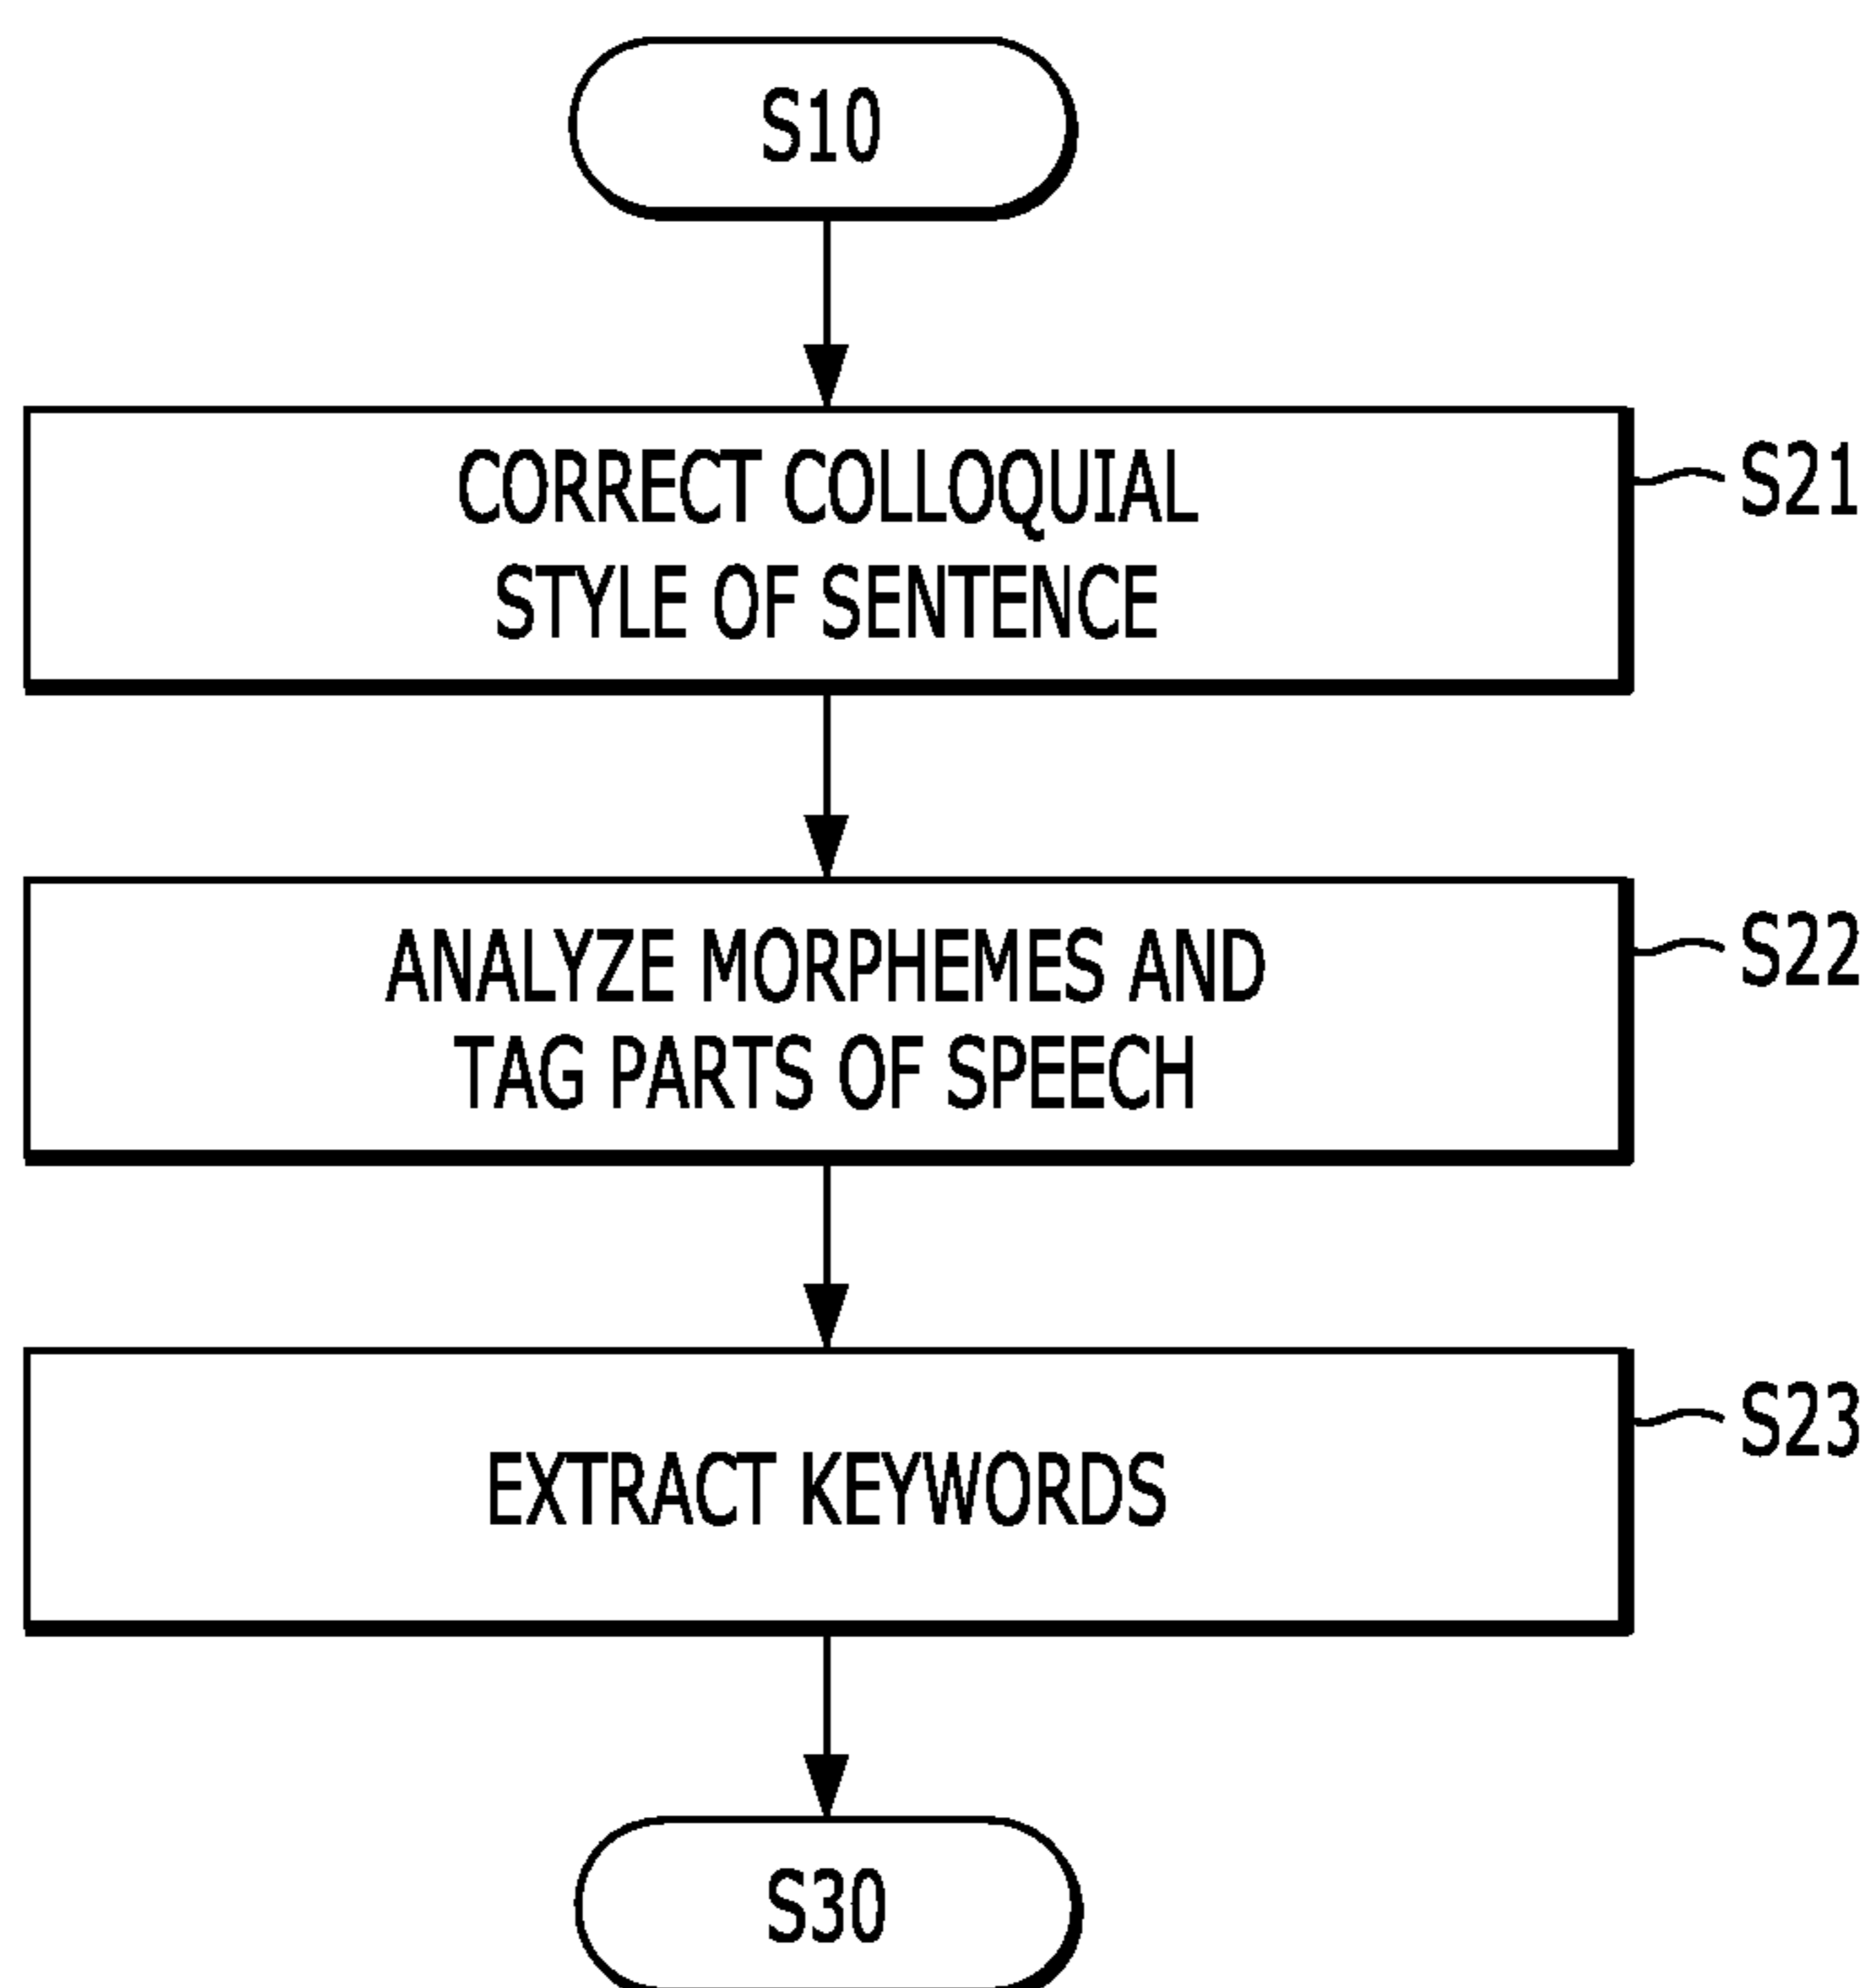 S10
CORRECT COLLOQUIAL
STYLE OF SENTENCE
S21
ANALYZE MORPHEMES AND
TAG PARTS OF SPEECH
S22
EXTRACT KEYWORDS
S23
S30